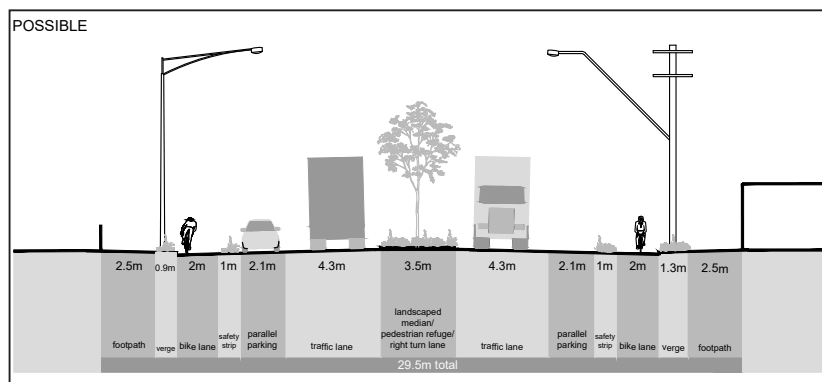 POSSIBLE
2.5m 0.9m 2m 1m 2.1m 4.3m 3.5m 4.3m 2.1m 1m 2m 1.3m 2.5m
footpath
verge
bike lane
safety
strip
parallel
parking
traffic lane
landscaped
median/
pedestrian refuge/
right turn lane
traffic lane
parallel
parking
safety
strip
bike lane
verge
footpath
29.5m total